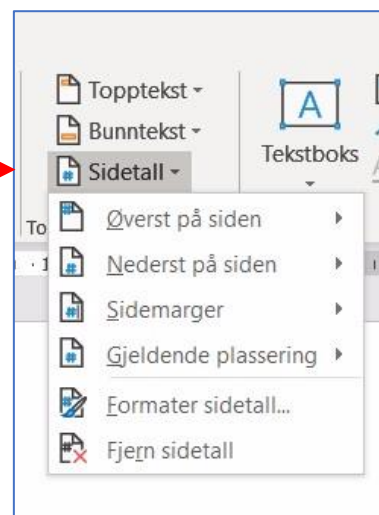 Topptekst
Bunntekst
Sidetall
Tekstboks
To
Øverst på siden
Nederst på siden
Sidemarger
Gjeldende plassering
Formater sidetall...
Fjern sidetall